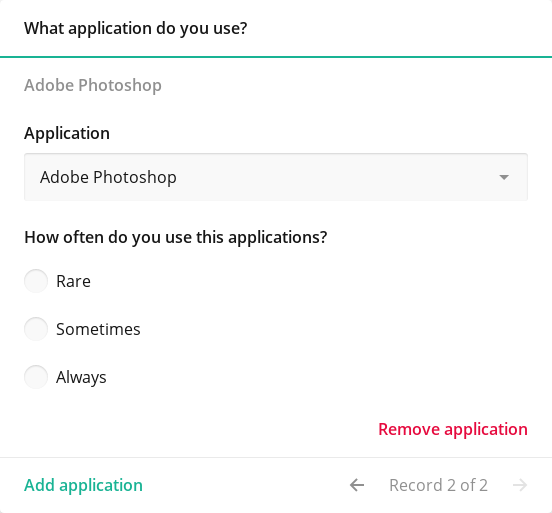 What application do you use?
Adobe Photoshop
Application
Adobe Photoshop
How often do you use this applications?
Rare
Sometimes
Always
Remove application
Add application
Record 2 of 2